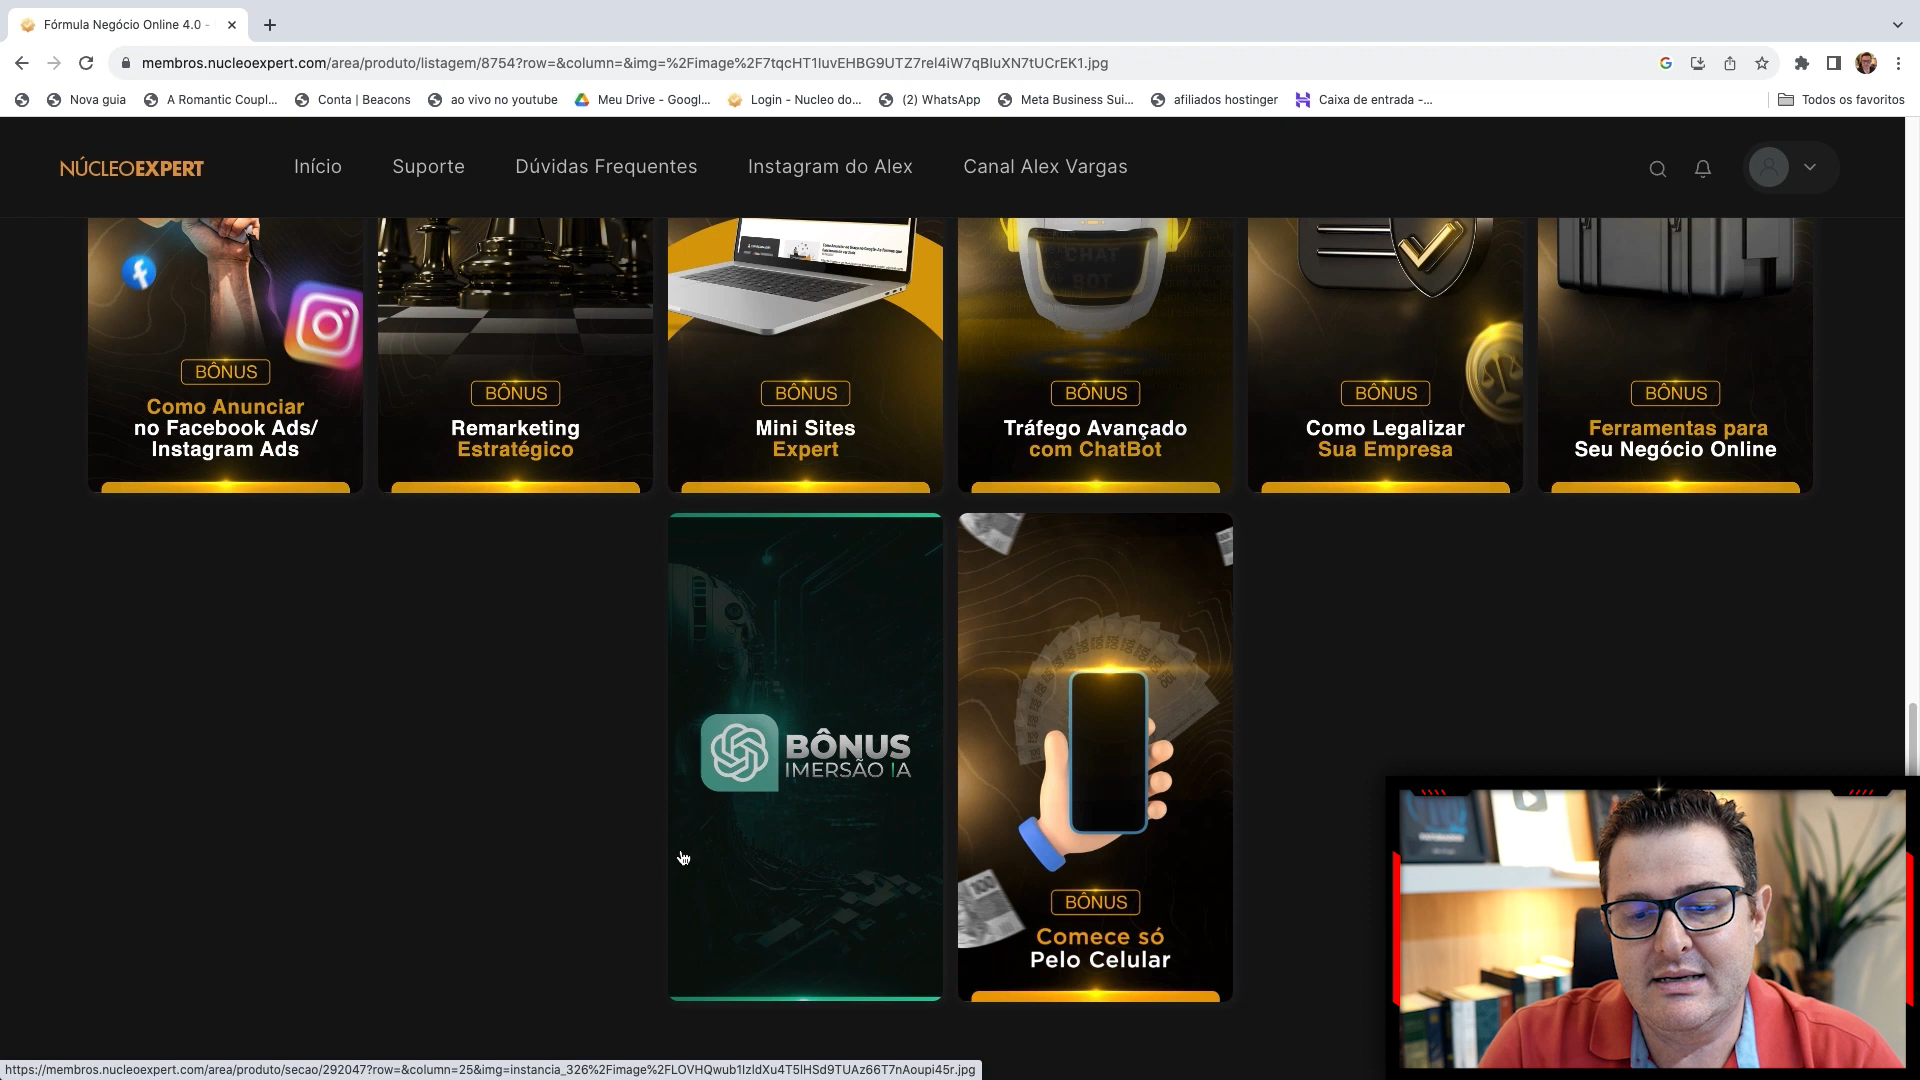 Fórmula Negócio Online 4.0 -
membros.nucleoexpert.com/area/produto/listagem/8754?row=&column=&img=%2Fimage%2F7tqcHT1IuvEHBG9UTZ7rel4iW7qBIuXN7tUCrEK1.jpg
Nova guia
A Romantic Coupl...
Conta | Beacons
ao vivo no youtube
Meu Drive - Googl...
Login - Nucleo do...
(2) WhatsApp
Meta Business Sui...
afiliados hostinger
Caixa de entrada -...
Todos os favoritos
NÚCLEOEXPERT
Início
Suporte
Dúvidas Frequentes
Instagram do Alex
Canal Alex Vargas
BÔNUS
Como Anunciar
no Facebook Ads/
Instagram Ads
BÔNUS
Remarketing
Estratégico
BÔNUS
Mini Sites
Expert
CHAT
BOT
BÔNUS
Tráfego Avançado
com ChatBot
BÔNUS
Como Legalizar
Sua Empresa
BÔNUS
Ferramentas para
Seu Negócio Online
BÔNUS
IMERSÃO IA
100
BÔNUS
Comece só
Pelo Celular
https://membros.nucleoexpert.com/area/produto/secao/292047?row=&column=25&img=instancia_326%2Fimage%2FLOVHQwub1IzIdXu4T5IHSd9TUAz66T7nAoupi45r.jpg